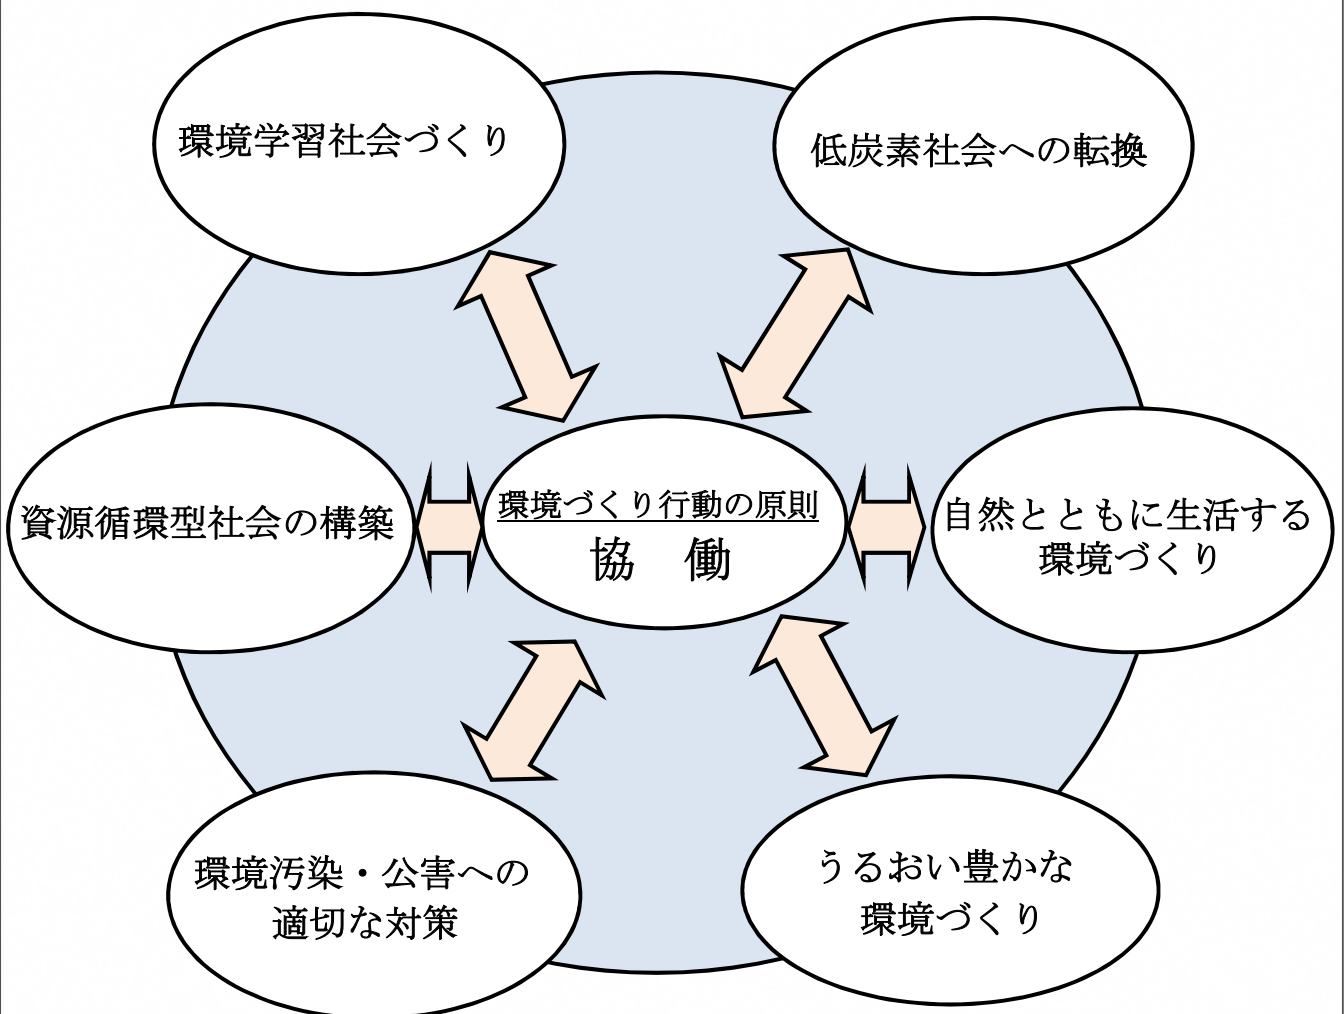 環境学習社会づくり
低炭素社会への転換
資源循環型社会の構築
環境づくり行動の原則
協　働
自然とともに生活する
環境づくり
環境汚染・公害への
適切な対策
うるおい豊かな
環境づくり